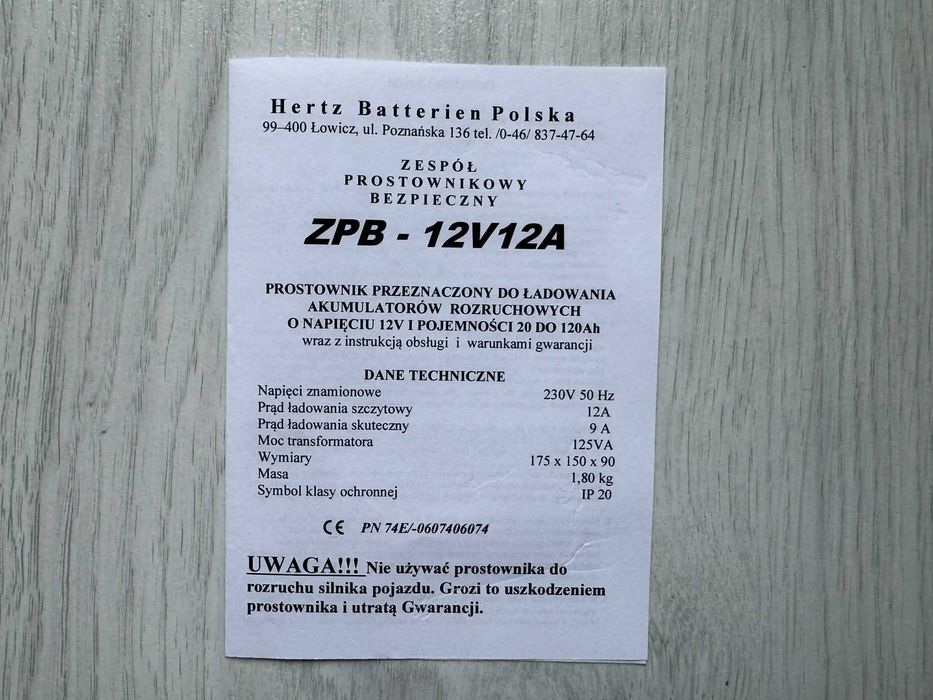 Hertz Batterien Polska
99–400 Łowicz, ul. Poznańska 136 tel. /0-46/ 837-47-64
ZESPÓŁ
PROSTOWNIKOWY
BEZPIECZNY
ZPB - 12V12A
PROSTOWNIK PRZEZNACZONY DO ŁADOWANIA
AKUMULATORÓW ROZRUCHOWYCH
O NAPIĘCIU 12V I POJEMNOŚCI 20 DO 120Ah
wraz z instrukcją obsługi i warunkami gwarancji
DANE TECHNICZNE
Napięci znamionowe 230V 50 Hz
Prąd ładowania szczytowy 12A
Prąd ładowania skuteczny 9 A
Moc transformatora 125VA
Wymiary 175 x 150 x 90
Masa 1,80 kg
Symbol klasy ochronnej IP 20
CE PN 74E/-0607406074
UWAGA!!! Nie używać prostownika do
rozruchu silnika pojazdu. Grozi to uszkodzeniem
prostownika i utratą Gwarancji.